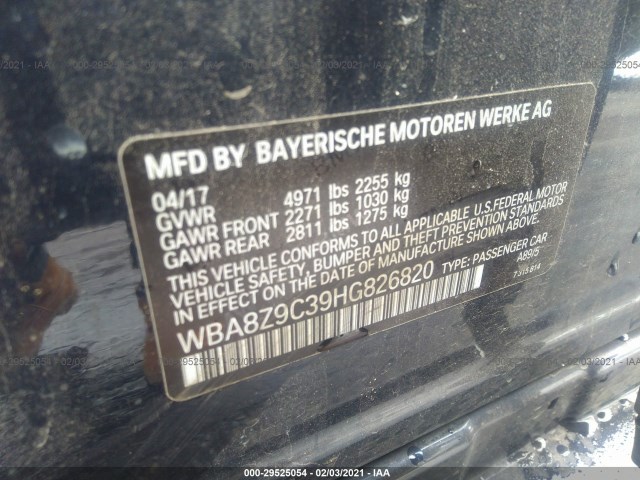 MFD BY BAYERISCHE MOTOREN WERKE AG
04/17
GVWR 4971 lbs 2255 kg
GAWR FRONT 2271 lbs 1030 kg
GAWR REAR 2811 lbs 1275 kg
THIS VEHICLE CONFORMS TO ALL APPLICABLE U.S.FEDERAL MOTOR
VEHICLE SAFETY, BUMPER AND THEFT PREVENTION STANDARDS
IN EFFECT ON THE DATE OF MANUFACTURE SHOWN ABOVE.
WBA8Z9C39HG826820 TYPE: PASSENGER CAR
A89/5
7315814
000-29525054 - 02/03/2021 - IAA